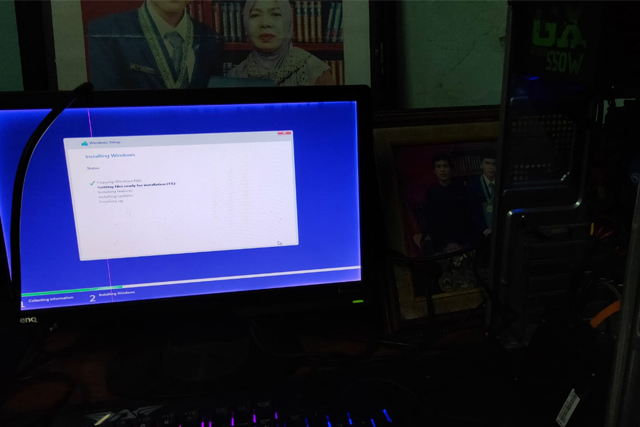 Windows Setup
Installing Windows
Status
Copying Windows files
Getting files ready for installation
Installing features
Installing updates
Finishing up
1 Collecting information
2 Installing Windows
BenQ